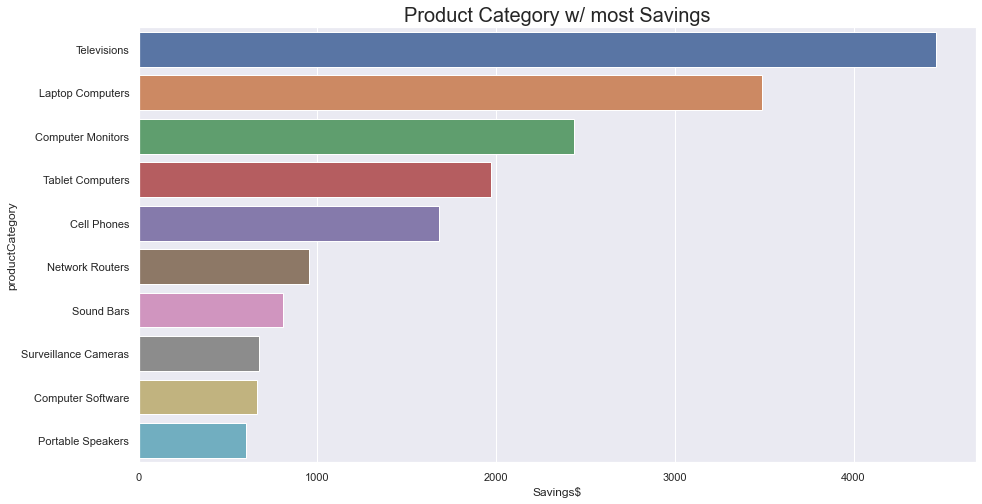 Product Category w/ most Savings
productCategory
Televisions
Laptop Computers
Computer Monitors
Tablet Computers
Cell Phones
Network Routers
Sound Bars
Surveillance Cameras
Computer Software
Portable Speakers
0 1000 2000 3000 4000
Savings$